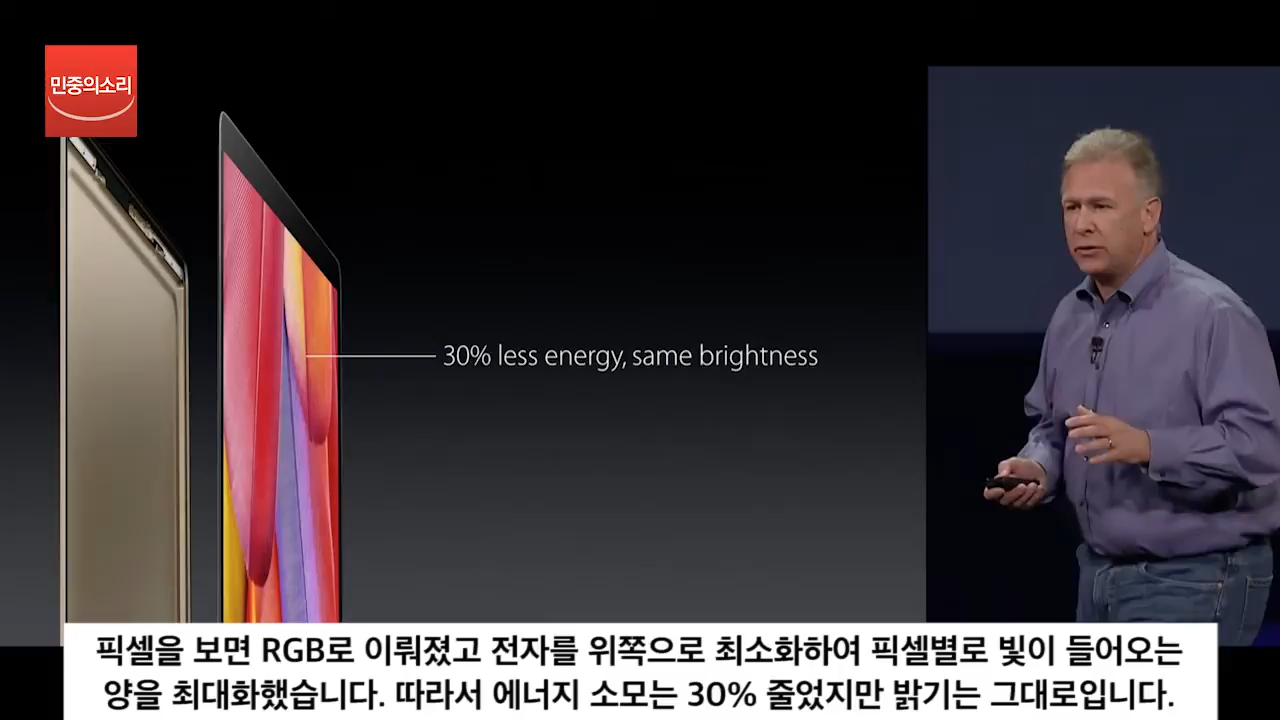 민중의소리
30% less energy, same brightness
픽셀을 보면 RGB로 이뤄졌고 전자를 위쪽으로 최소화하여 픽셀별로 빛이 들어오는
양을 최대화했습니다. 따라서 에너지 소모는 30% 줄었지만 밝기는 그대로입니다.